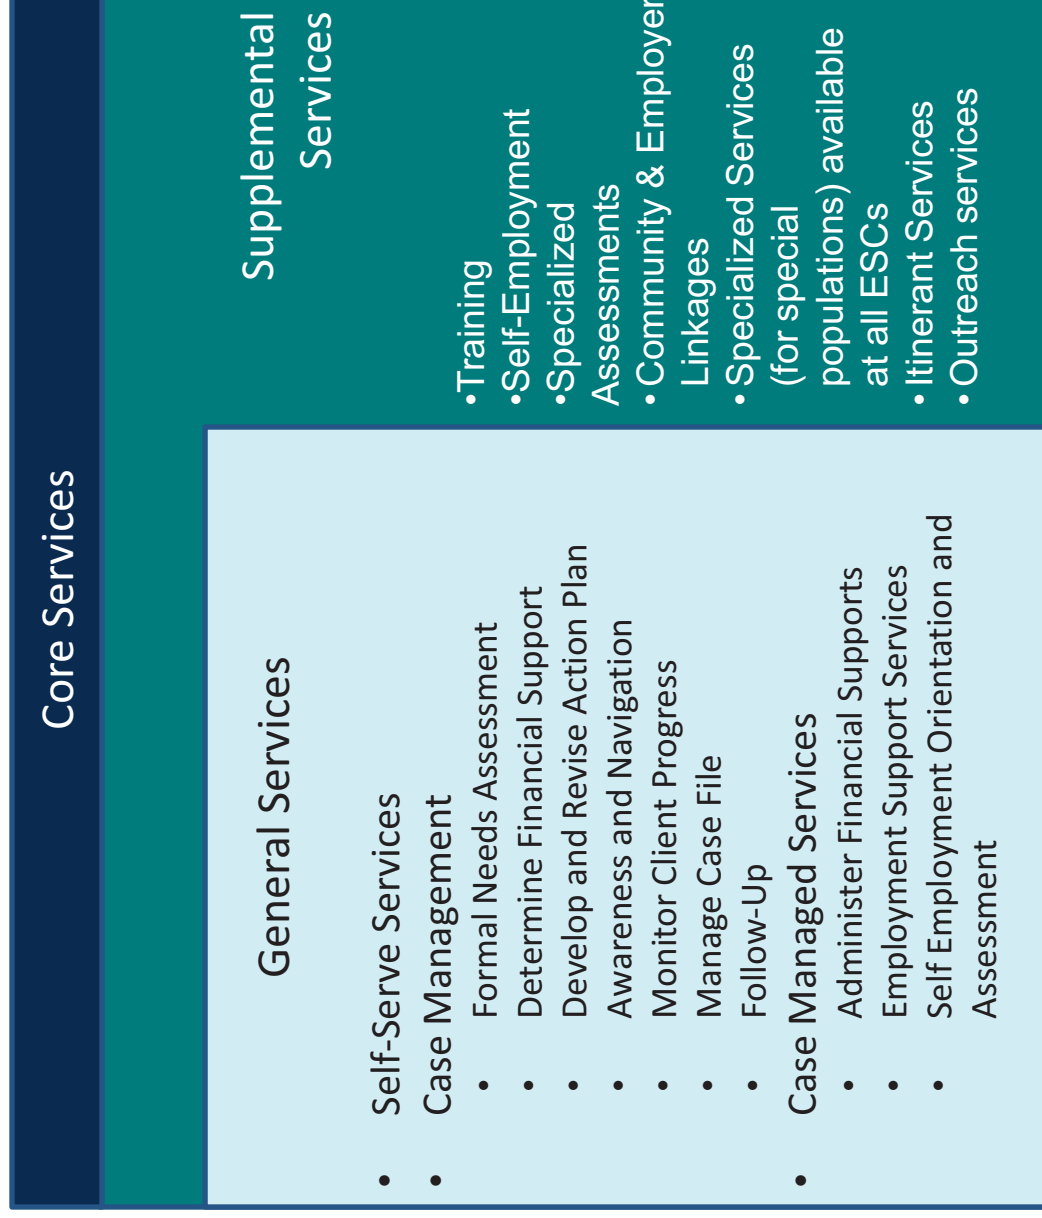 Core Services
General Services
• Self-Serve Services
• Case Management
• Formal Needs Assessment
• Determine Financial Support
• Develop and Revise Action Plan
• Awareness and Navigation
• Monitor Client Progress
• Manage Case File
• Follow-Up
• Case Managed Services
• Administer Financial Supports
• Employment Support Services
• Self Employment Orientation and
Assessment
Supplemental
Services
•Training
•Self-Employment
•Specialized
Assessments
• Community & Employer
Linkages
• Specialized Services
(for special
populations) available
at all ESCs
• Itinerant Services
• Outreach services